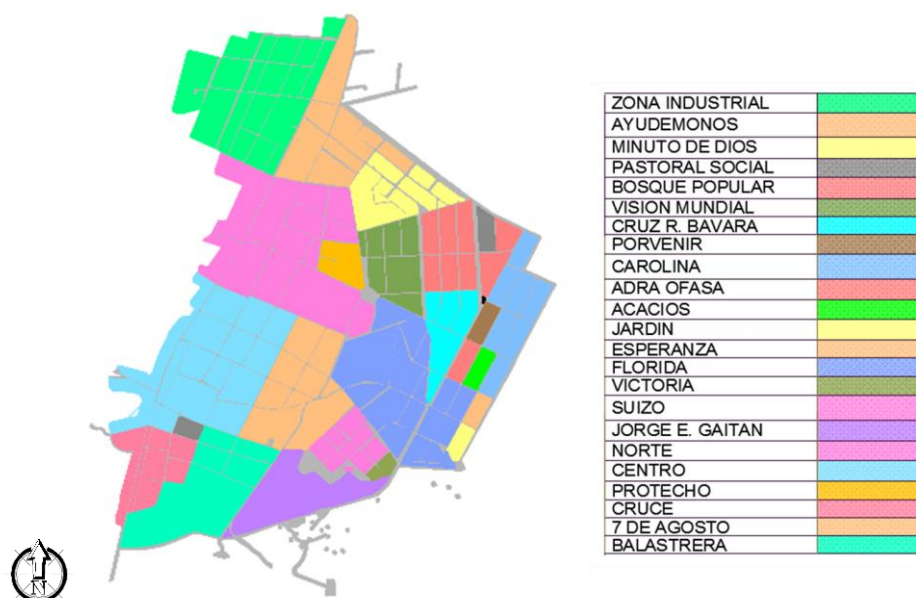 ZONA INDUSTRIAL
AYUDEMONOS
MINUTO DE DIOS
PASTORAL SOCIAL
BOSQUE POPULAR
VISION MUNDIAL
CRUZ R. BAVARA
PORVENIR
CAROLINA
ADRA OFASA
ACACIOS
JARDIN
ESPERANZA
FLORIDA
VICTORIA
SUIZO
JORGE E. GAITAN
NORTE
CENTRO
PROTECHO
CRUCE
7 DE AGOSTO
BALASTRERA
N